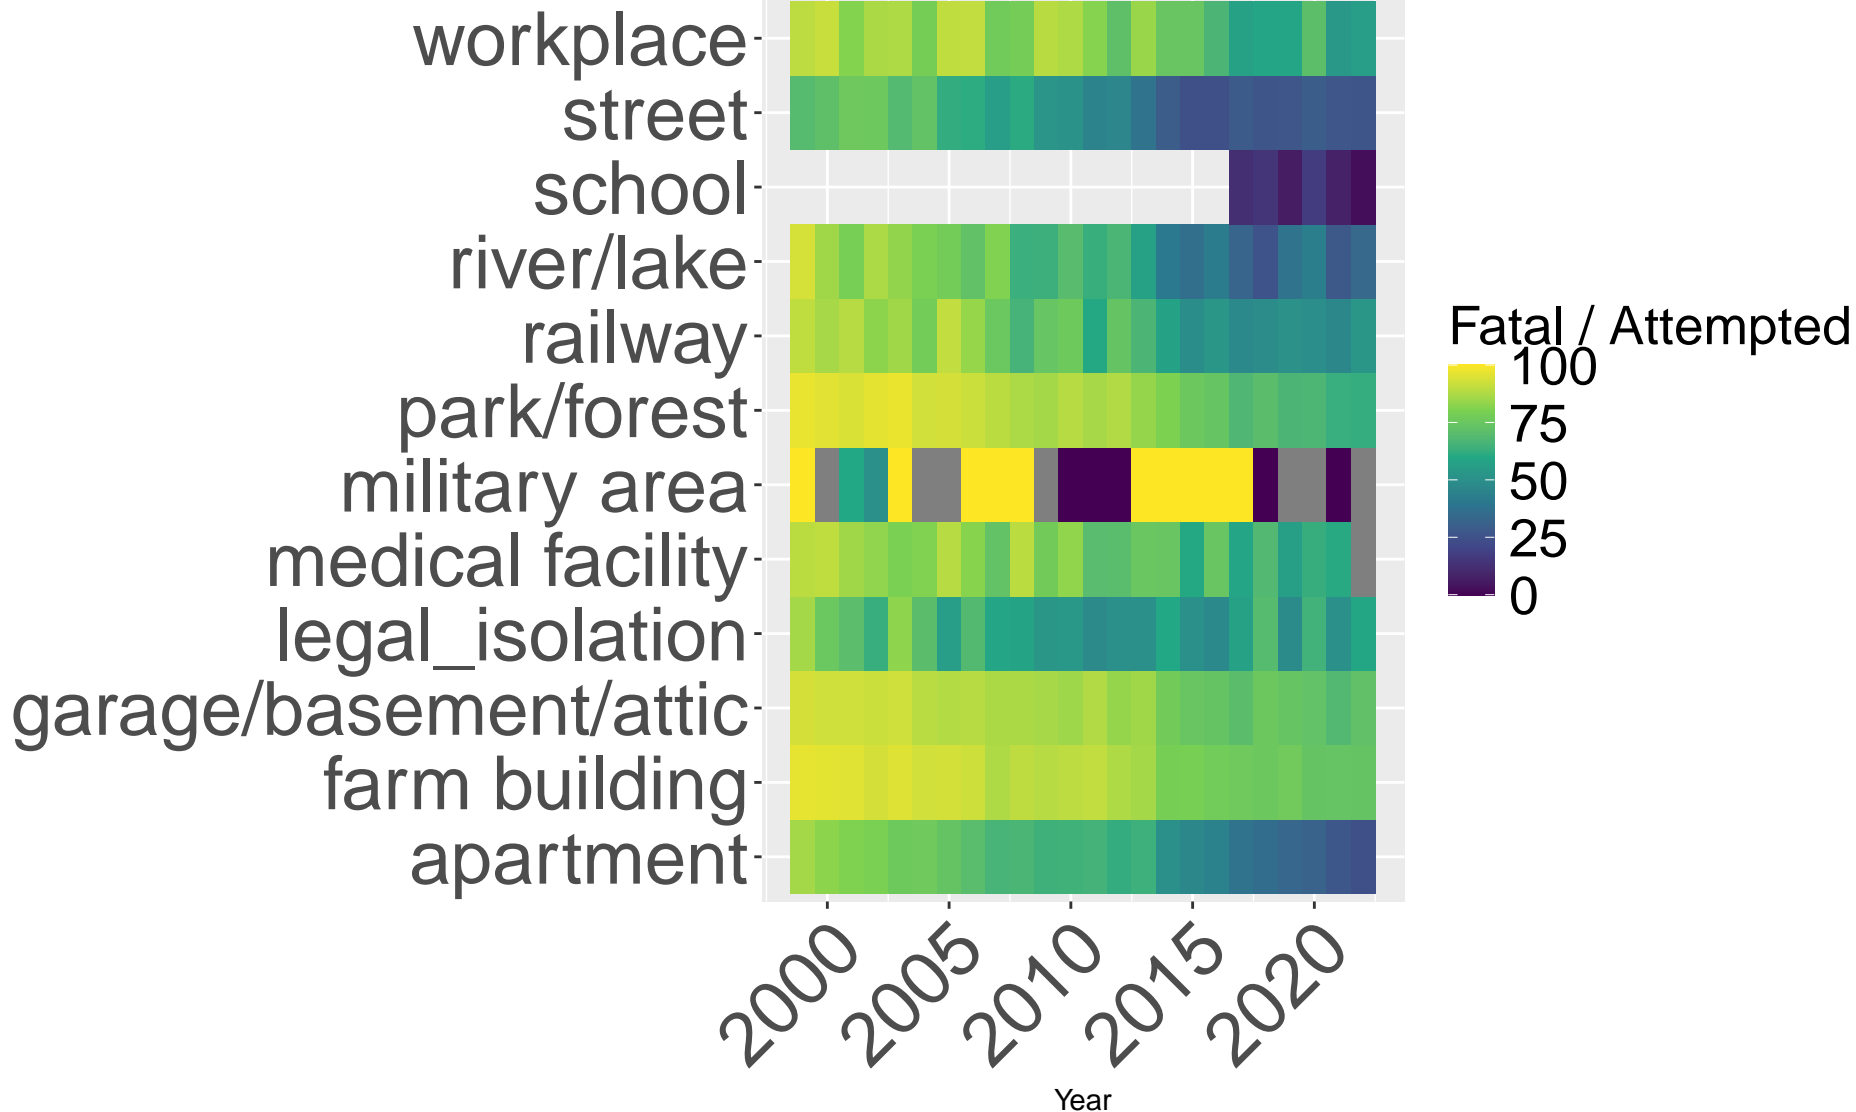 workplace
street
school
river/lake
railway
park/forest
military area
medical facility
legal_isolation
garage/basement/attic
farm building
apartment
2000
2005
2010
2015
2020
Year
Fatal / Attempted
100
75
50
25
0